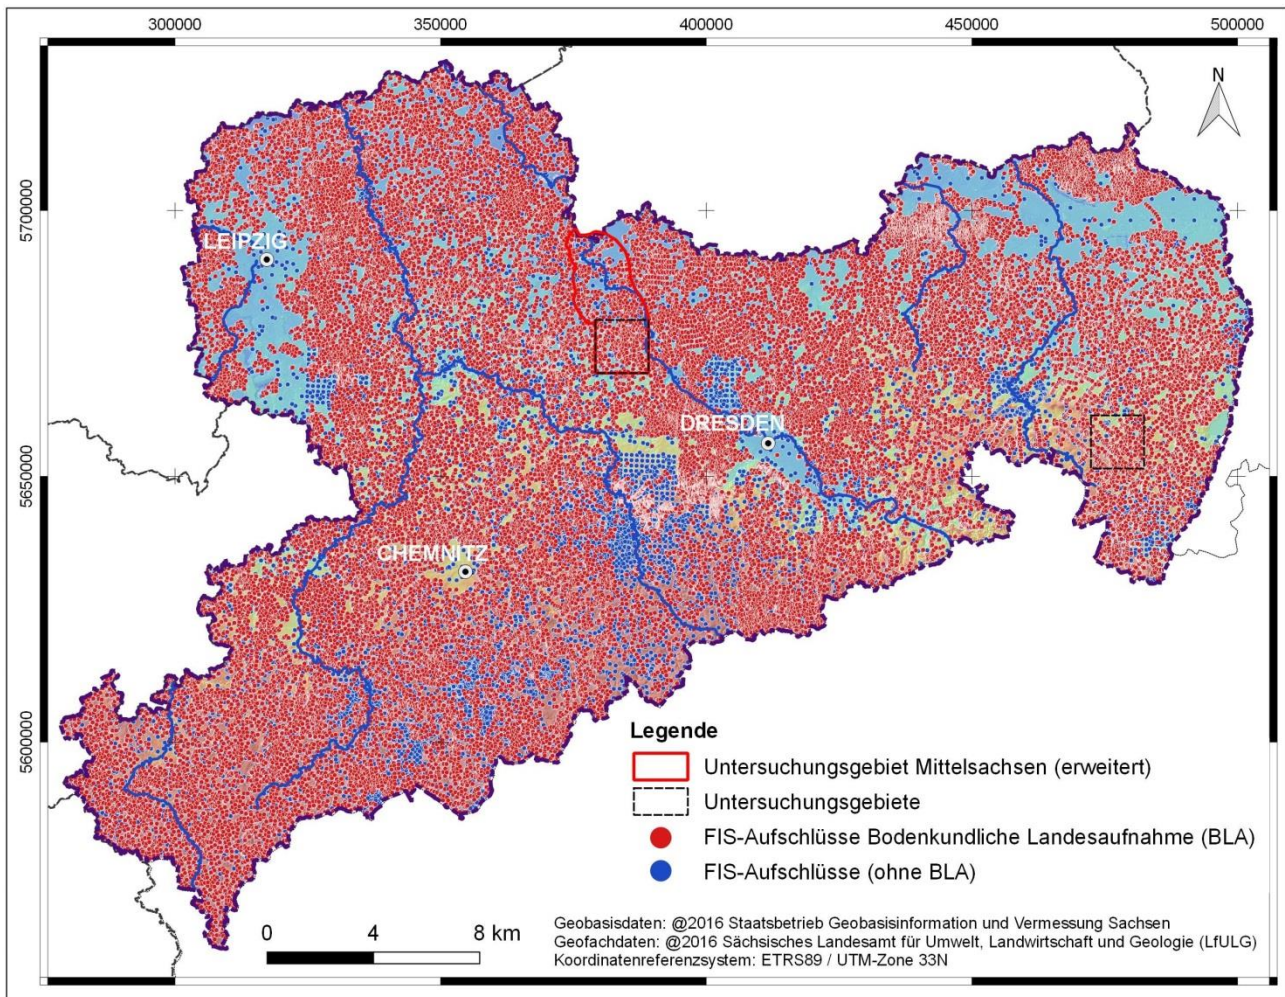 300000 350000 400000 450000 500000
N
5700000
LEIPZIG
DRESDEN
5650000
CHEMNITZ
5600000
Legende
Untersuchungsgebiet Mittelsachsen (erweitert)
Untersuchungsgebiete
FIS-Aufschlüsse Bodenkundliche Landesaufnahme (BLA)
FIS-Aufschlüsse (ohne BLA)
0 4 8 km
Geobasisdaten: @2016 Staatsbetrieb Geobasisinformation und Vermessung Sachsen
Geofachdaten: @2016 Sächsisches Landesamt für Umwelt, Landwirtschaft und Geologie (LfULG)
Koordinatenreferenzsystem: ETRS89 / UTM-Zone 33N